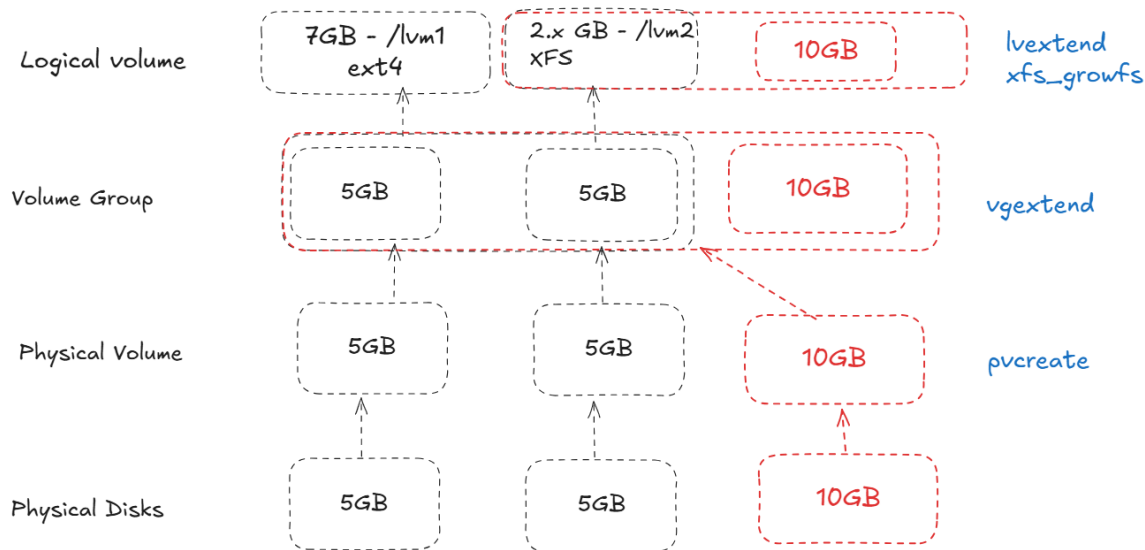 Logical volume
7GB - /lvm1
ext4
2.x GB - /lvm2
XFS
10GB
lvextend
xfs_growfs
Volume Group
5GB
5GB
10GB
vgextend
Physical Volume
5GB
5GB
10GB
pvcreate
Physical Disks
5GB
5GB
10GB